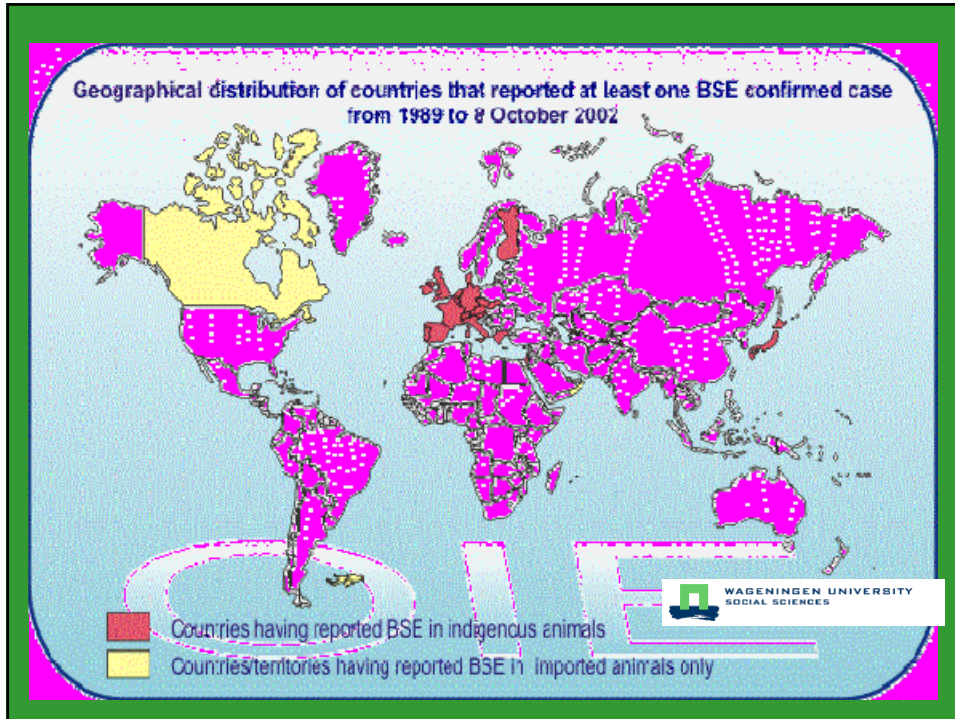 Geographical distribution of countries that reported at least one BSE confirmed case
from 1989 to 8 October 2002
OIE
WAGENINGEN UNIVERSITY
SOCIAL SCIENCES
Countries having reported BSE in indigenous animals
Countries/territories having reported BSE in imported animals only